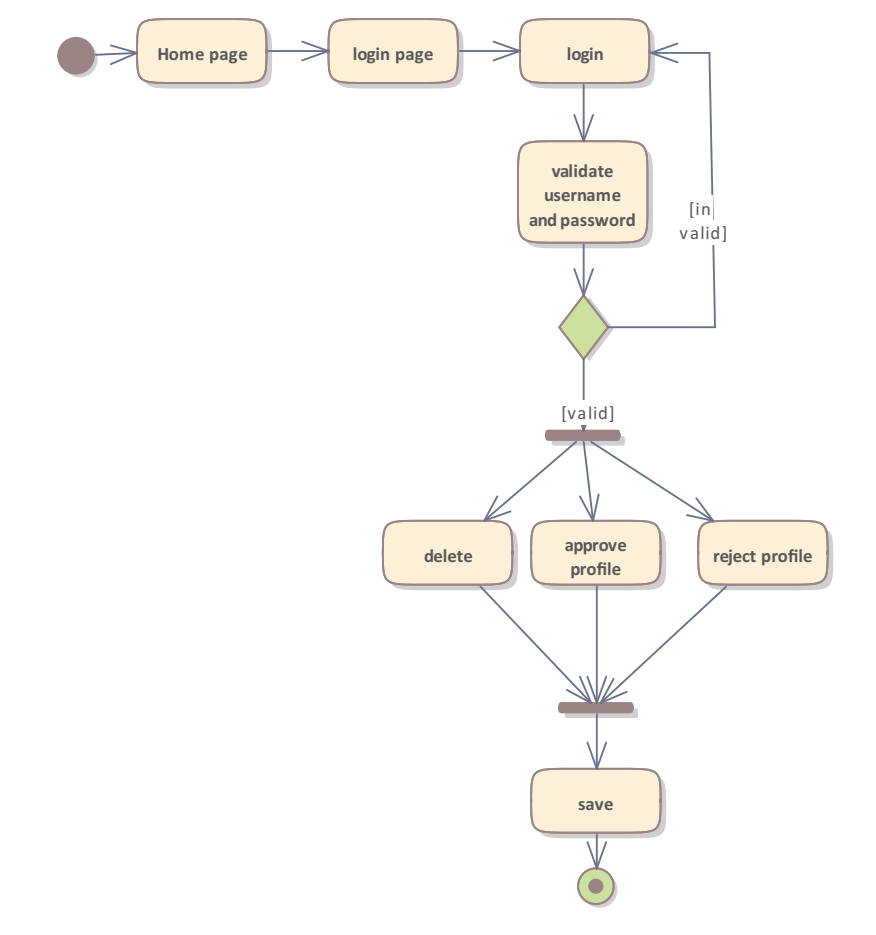 Home page
login page
login
validate
username
and password
[in
valid]
[valid]
delete
approve
profile
reject profile
save